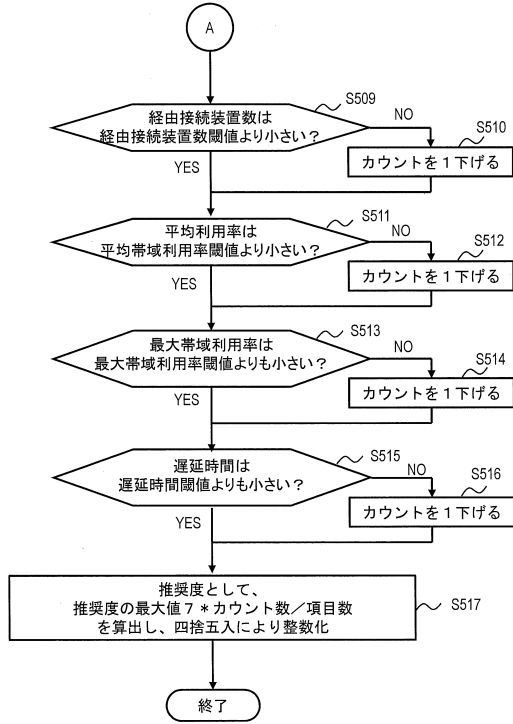 A
S509
経由接続装置数は
経由接続装置数閾値より小さい？
NO
S510
カウントを１下げる
YES
S511
平均利用率は
平均帯域利用率閾値より小さい？
NO
S512
カウントを１下げる
YES
S513
最大帯域利用率は
最大帯域利用率閾値よりも小さい？
NO
S514
カウントを１下げる
YES
S515
遅延時間は
遅延時間閾値よりも小さい？
NO
S516
カウントを１下げる
YES
推奨度として、
推奨度の最大値７＊カウント数／項目数
を算出し、四捨五入により整数化
S517
終了